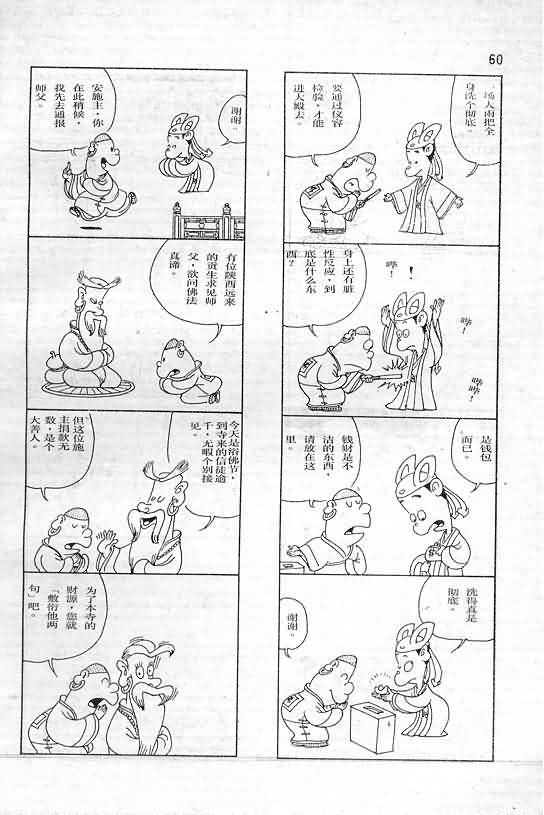 60
一场大雨把全
身洗个彻底。
要通过仪容
检验，才能
进大殿去。
哔！
哔！
哔！
哔！
身上还有脏
性反应，到
底是什么东
西？
是钱包
而已。
钱财是不
洁的东西，
请放在这
里。
洗得真是
彻底。
谢谢。
谢谢。
安施主，你
在此稍候，
我先去通报
师父。
有位陕西远来
的贡生求见师
父，欲问佛法
真谛。
今天是浴佛节，
到寺来的信徒逾
千，无暇个别接
见。
但这位施
主捐款无
数，是个
大善人。
为了本寺的
财源，您就
「敷衍他两
句」吧。